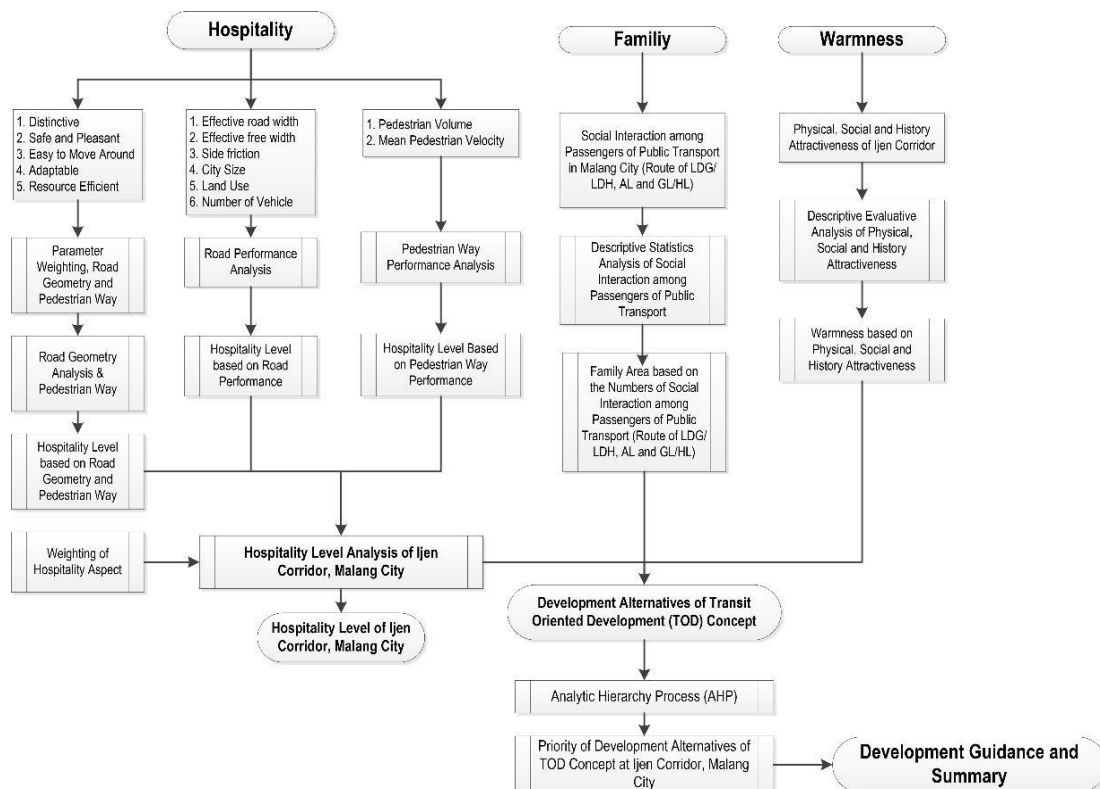 Hospitality
Familiy
Warmness
1. Distinctive
2. Safe and Pleasant
3. Easy to Move Around
4. Adaptable
5. Resource Efficient
1. Effective road width
2. Effective free width
3. Side friction
4. City Size
5. Land Use
6. Number of Vehicle
1. Pedestrian Volume
2. Mean Pedestrian Velocity
Social Interaction among
Passengers of Public Transport
in Malang City (Route of LDG/
LDH, AL and GL/HL)
Physical, Social and History
Attractiveness of Ijen Corridor
Parameter
Weighting, Road
Geometry and
Pedestrian Way
Road Performance
Analysis
Pedestrian Way
Performance Analysis
Descriptive Statistics
Analysis of Social
Interaction among
Passengers of Public
Transport
Descriptive Evaluative
Analysis of Physical,
Social and History
Attractiveness
Road Geometry
Analysis &
Pedestrian Way
Hospitality Level
based on Road
Performance
Hospitality Level Based
on Pedestrian Way
Performance
Family Area based on
the Numbers of Social
Interaction among
Passengers of Public
Transport (Route of LDG/
LDH, AL and GL/HL)
Warmness based on
Physical, Social and
History Attractiveness
Hospitality Level
based on Road
Geometry and
Pedestrian Way
Weighting of
Hospitality Aspect
Hospitality Level Analysis of Ijen
Corridor, Malang City
Hospitality Level of Ijen
Corridor, Malang City
Development Alternatives of Transit
Oriented Development (TOD) Concept
Analytic Hierarchy Process (AHP)
Priority of Development Alternatives of
TOD Concept at Ijen Corridor, Malang
City
Development Guidance and
Summary